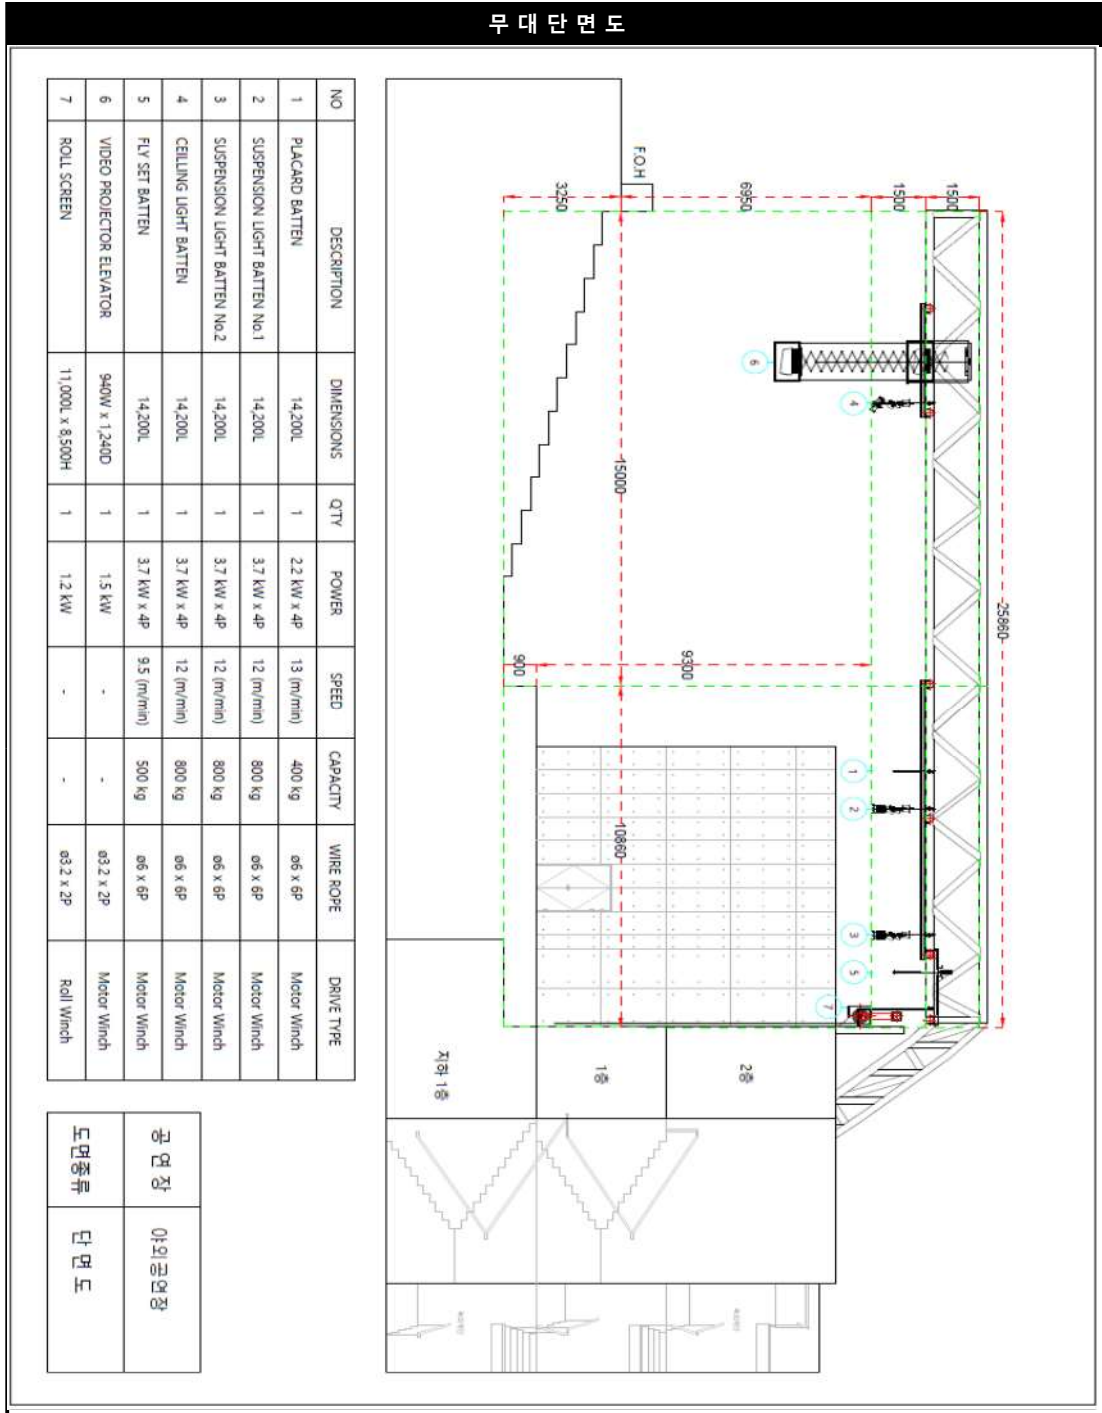 무 대 단 면 도
25860
1500
1500
6950
3250
F.O.H
15000
9300
900
10860
6
4
1
2
3
5
7
2층
1층
지하 1층
NO DESCRIPTION DIMENSIONS Q'TY POWER SPEED CAPACITY WIRE ROPE DRIVE TYPE
1 PLACARD BATTEN 14,200L 1 2.2 kW x 4P 13 (m/min) 400 kg ø6 x 6P Motor Winch
2 SUSPENSION LIGHT BATTEN No.1 14,200L 1 3.7 kW x 4P 12 (m/min) 800 kg ø6 x 6P Motor Winch
3 SUSPENSION LIGHT BATTEN No.2 14,200L 1 3.7 kW x 4P 12 (m/min) 800 kg ø6 x 6P Motor Winch
4 CEILLING LIGHT BATTEN 14,200L 1 3.7 kW x 4P 12 (m/min) 800 kg ø6 x 6P Motor Winch
5 FLY SET BATTEN 14,200L 1 3.7 kW x 4P 9.5 (m/min) 500 kg ø6 x 6P Motor Winch
6 VIDEO PROJECTOR ELEVATOR 940W x 1,240D 1 1.5 kW - - ø3.2 x 2P Motor Winch
7 ROLL SCREEN 11,000L x 8,500H 1 1.2 kW - - ø3.2 x 2P Roll Winch
공 연 장 야외공연장
도면종류 단 면 도